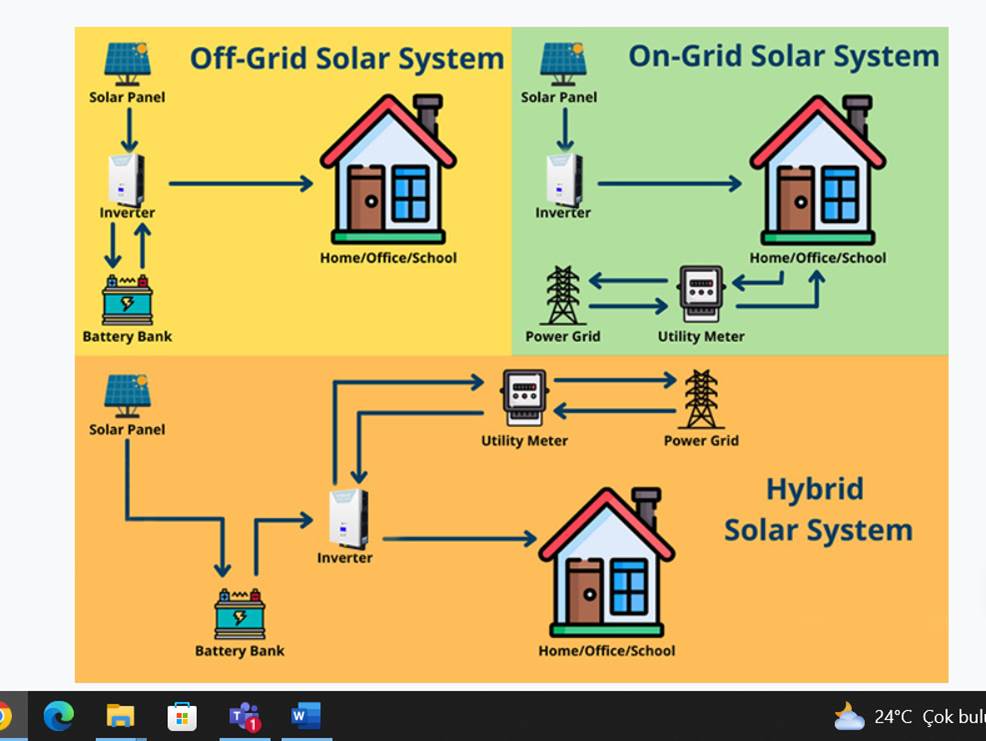 Off-Grid Solar System
Solar Panel
Inverter
Home/Office/School
Battery Bank
On-Grid Solar System
Solar Panel
Inverter
Home/Office/School
Power Grid
Utility Meter
Solar Panel
Utility Meter
Power Grid
Hybrid
Solar System
Inverter
Battery Bank
Home/Office/School
T
1
W
24°C Çok